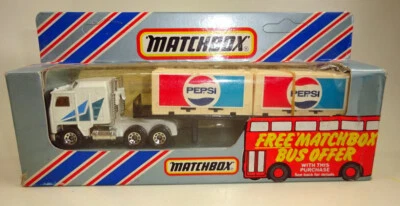 MATCHBOX
PEPSI
PEPSI
FREE MATCHBOX
BUS OFFER
WITH THIS
PURCHASE
MATCHBOX